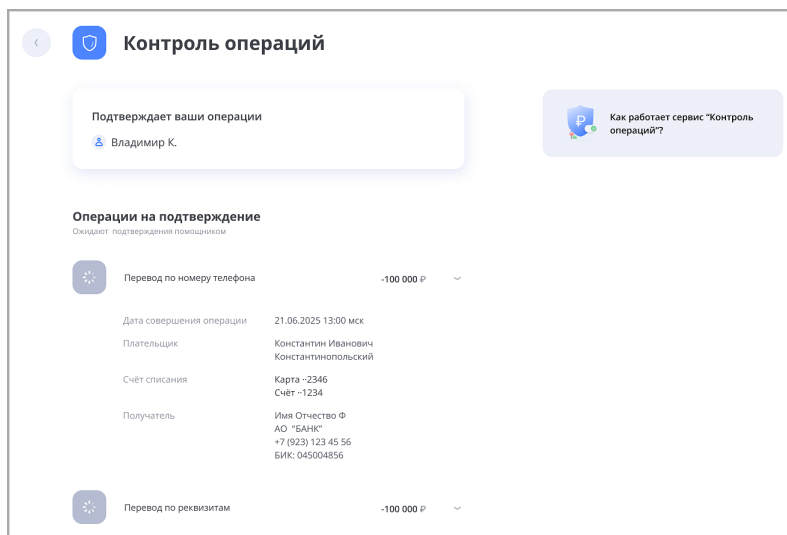 Контроль операций
Подтверждает ваши операции
Владимир К.
Как работает сервис “Контроль
операций”?
Операции на подтверждение
Ожидают подтверждения помощником
Перевод по номеру телефона -100 000 ₽
Дата совершения операции 21.06.2025 13:00 мск
Плательщик Константин Иванович
Константинопольский
Счёт списания Карта ··2346
Счёт ··1234
Получатель Имя Отчество Ф
АО “БАНК”
+7 (923) 123 45 56
БИК: 045004856
Перевод по реквизитам -100 000 ₽